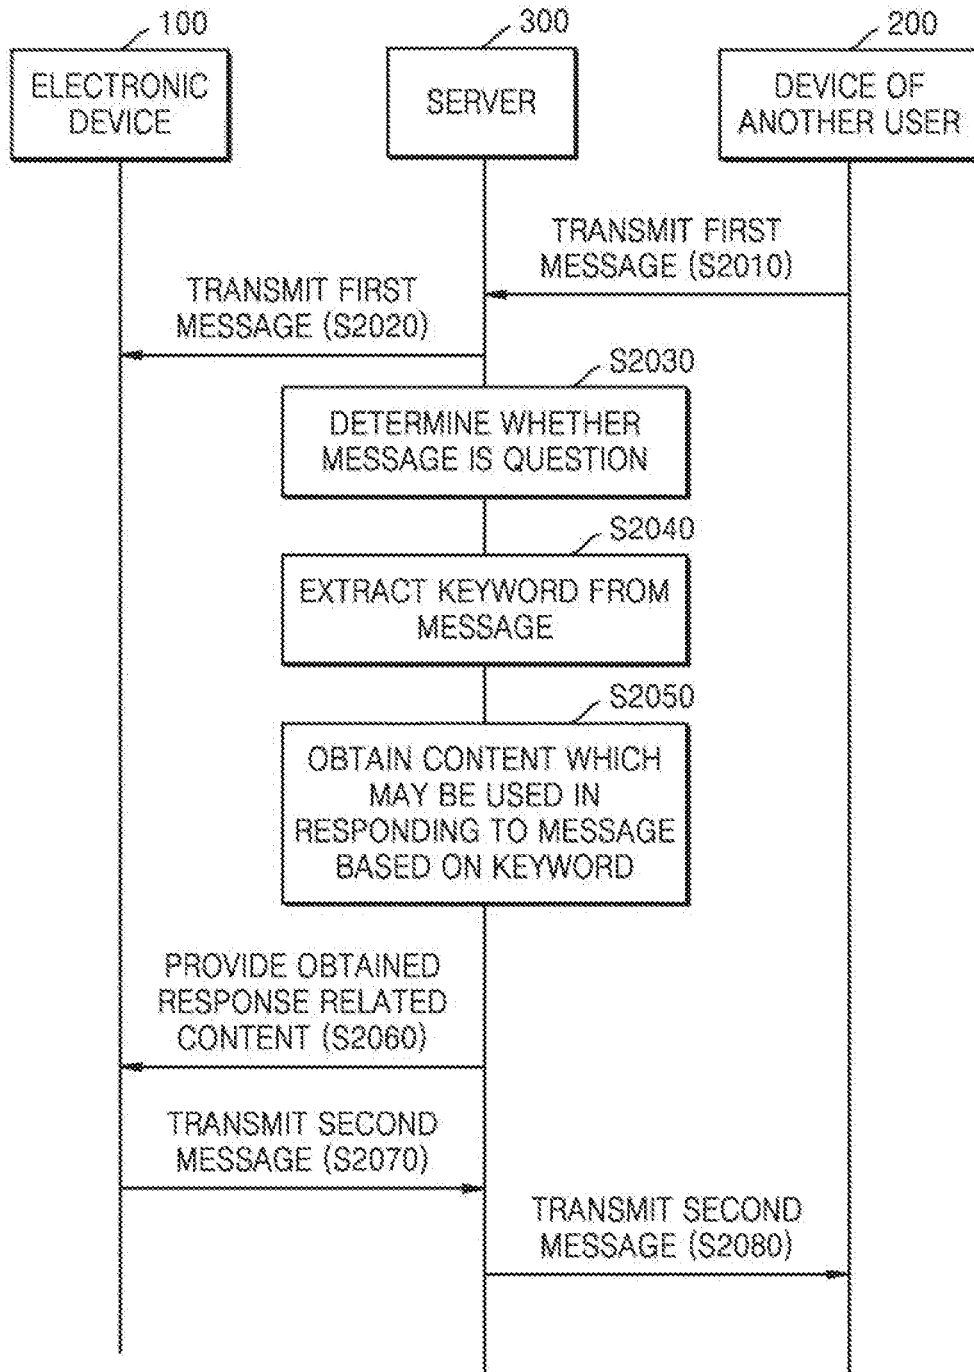 100
300
200
ELECTRONIC
DEVICE
SERVER
DEVICE OF
ANOTHER USER
TRANSMIT FIRST
MESSAGE (S2010)
TRANSMIT FIRST
MESSAGE (S2020)
S2030
DETERMINE WHETHER
MESSAGE IS QUESTION
S2040
EXTRACT KEYWORD FROM
MESSAGE
S2050
OBTAIN CONTENT WHICH
MAY BE USED IN
RESPONDING TO MESSAGE
BASED ON KEYWORD
PROVIDE OBTAINED
RESPONSE RELATED
CONTENT (S2060)
TRANSMIT SECOND
MESSAGE (S2070)
TRANSMIT SECOND
MESSAGE (S2080)